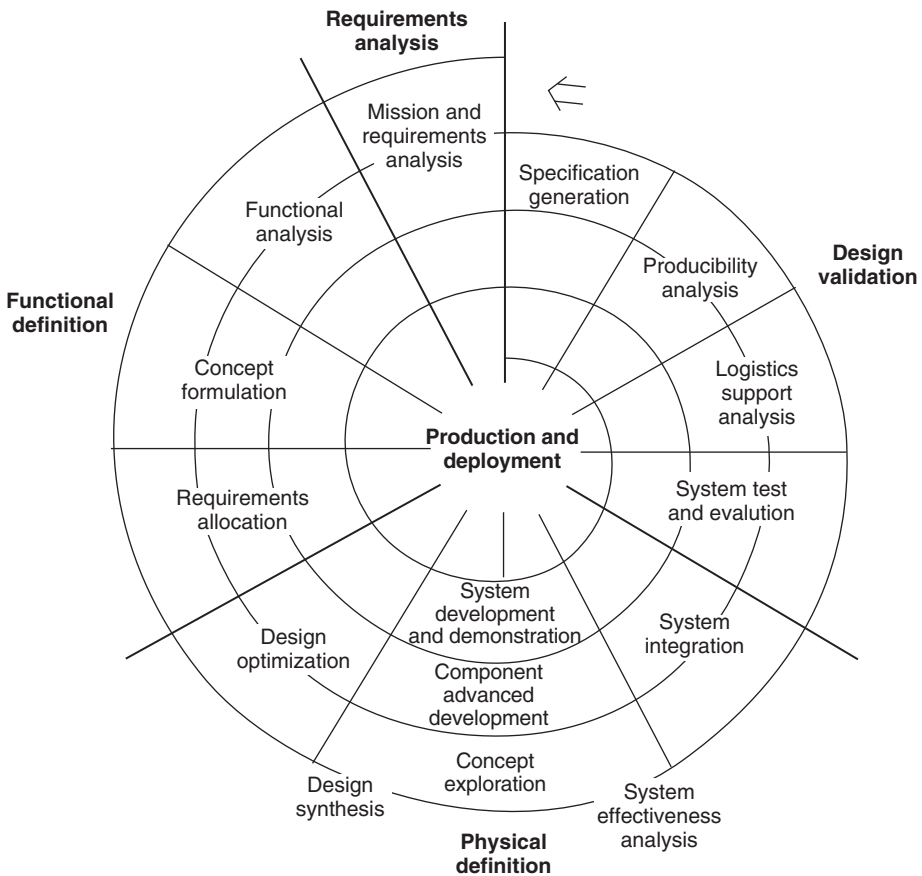 Requirements
analysis
Mission and
requirements
analysis
Specification
generation
Functional
analysis
Producibility
analysis
Design
validation
Functional
definition
Concept
formulation
Logistics
support
analysis
Production and
deployment
Requirements
allocation
System test
and evalution
System
development
and demonstration
Design
optimization
System
integration
Component
advanced
development
Concept
exploration
Design
synthesis
System
effectiveness
analysis
Physical
definition